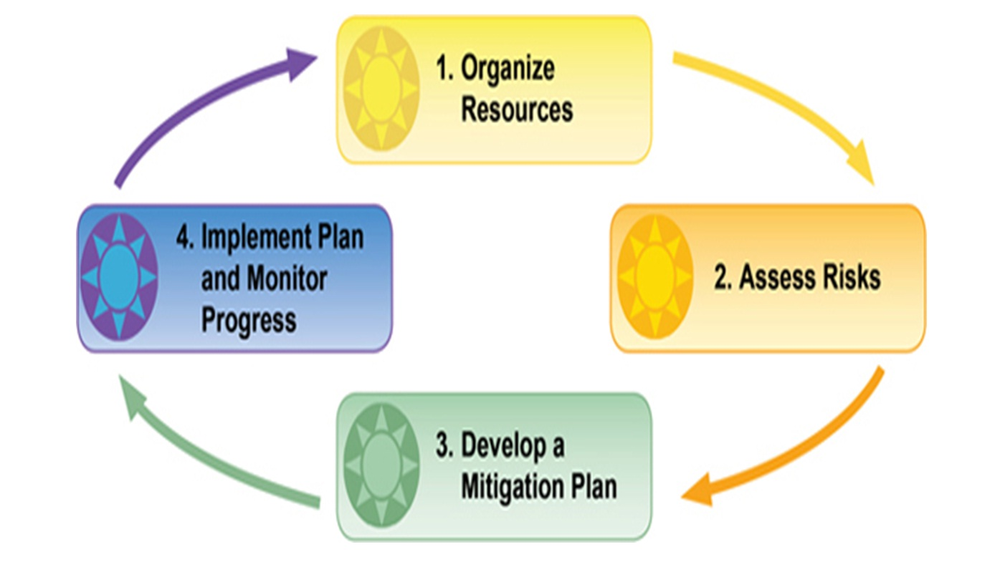 1. Organize
Resources
2. Assess Risks
3. Develop a
Mitigation Plan
4. Implement Plan
and Monitor
Progress